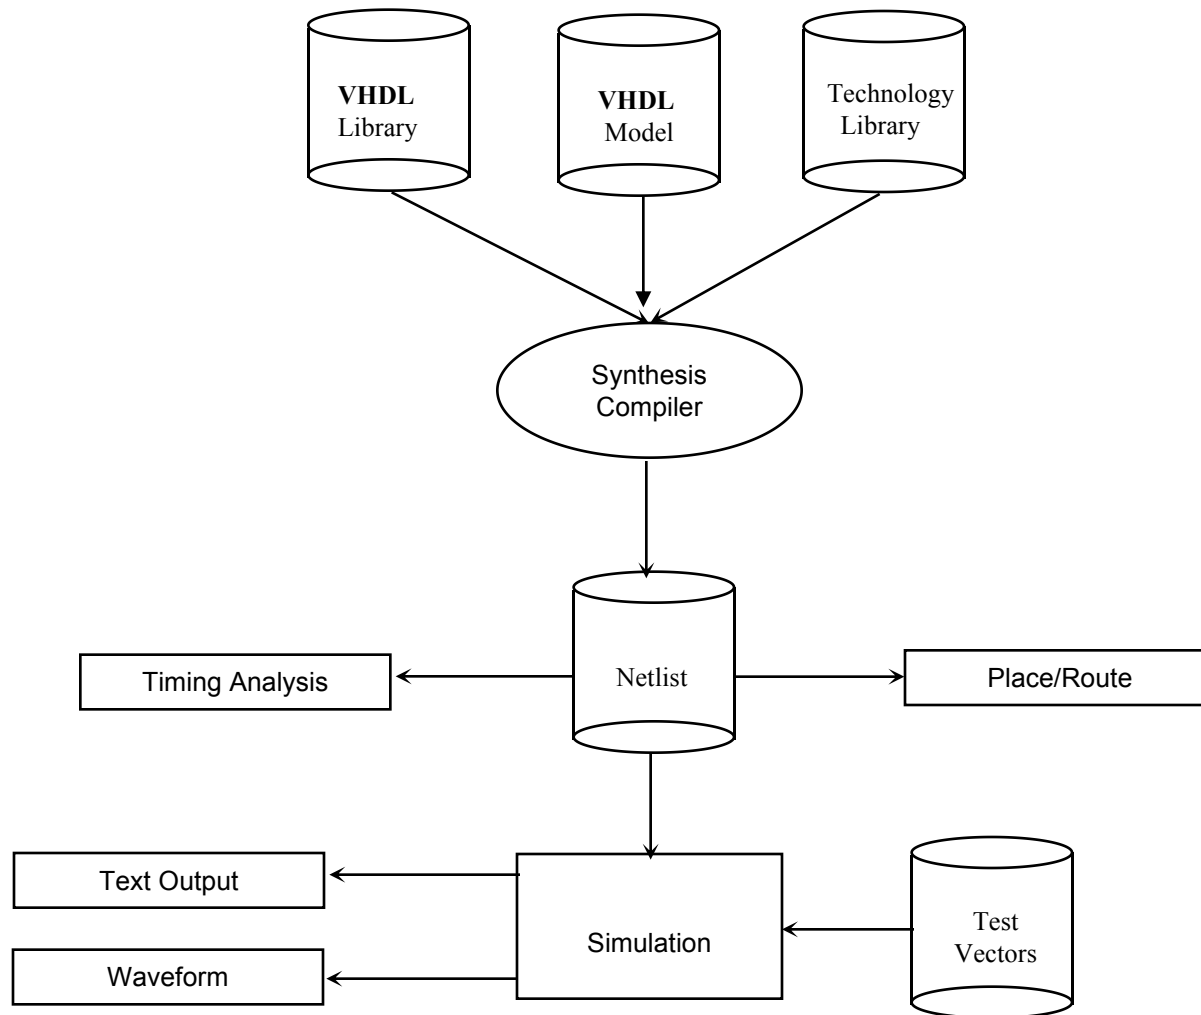 VHDL
Library
VHDL
Model
Technology
Library
Synthesis
Compiler
Timing Analysis
Netlist
Place/Route
Text Output
Simulation
Test
Vectors
Waveform